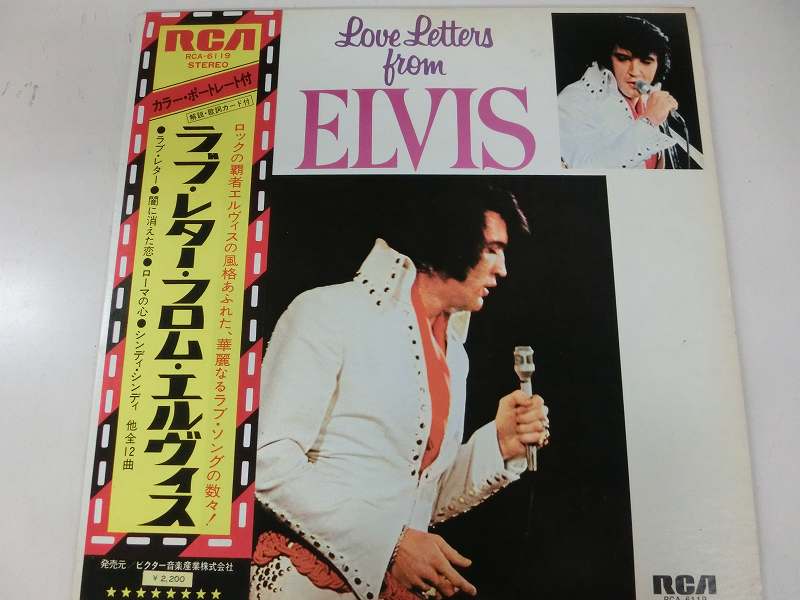 RCA
RCA-6119
STEREO
カラー・ポートレート付
解説・歌詞カード付
ロックの覇者エルヴィスの風格あふれた、華麗なるラブ・ソングの数々!
ラブ・レター・フロム・エルヴィス
●ラブ・レター●闇に消えた恋●ローマの心●シンディ・シンディ 他全12曲
発売元/ビクター音楽産業株式会社
¥2,200
★★★★★★★★
Love Letters
from
ELVIS
RCA
RCA-6119